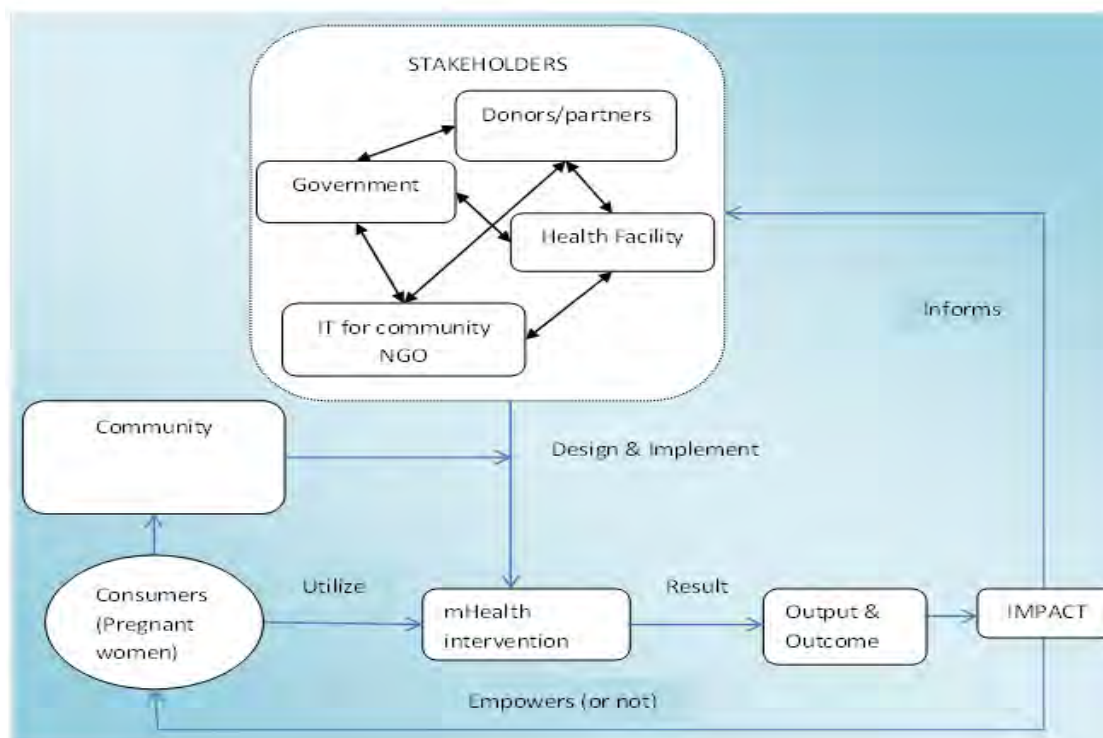 STAKEHOLDERS
Donors/partners
Government
Health Facility
IT for community
NGO
Informs
Community
Design & Implement
Consumers
(Pregnant
women)
Utilize
mHealth
intervention
Result
Output &
Outcome
IMPACT
Empowers (or not)